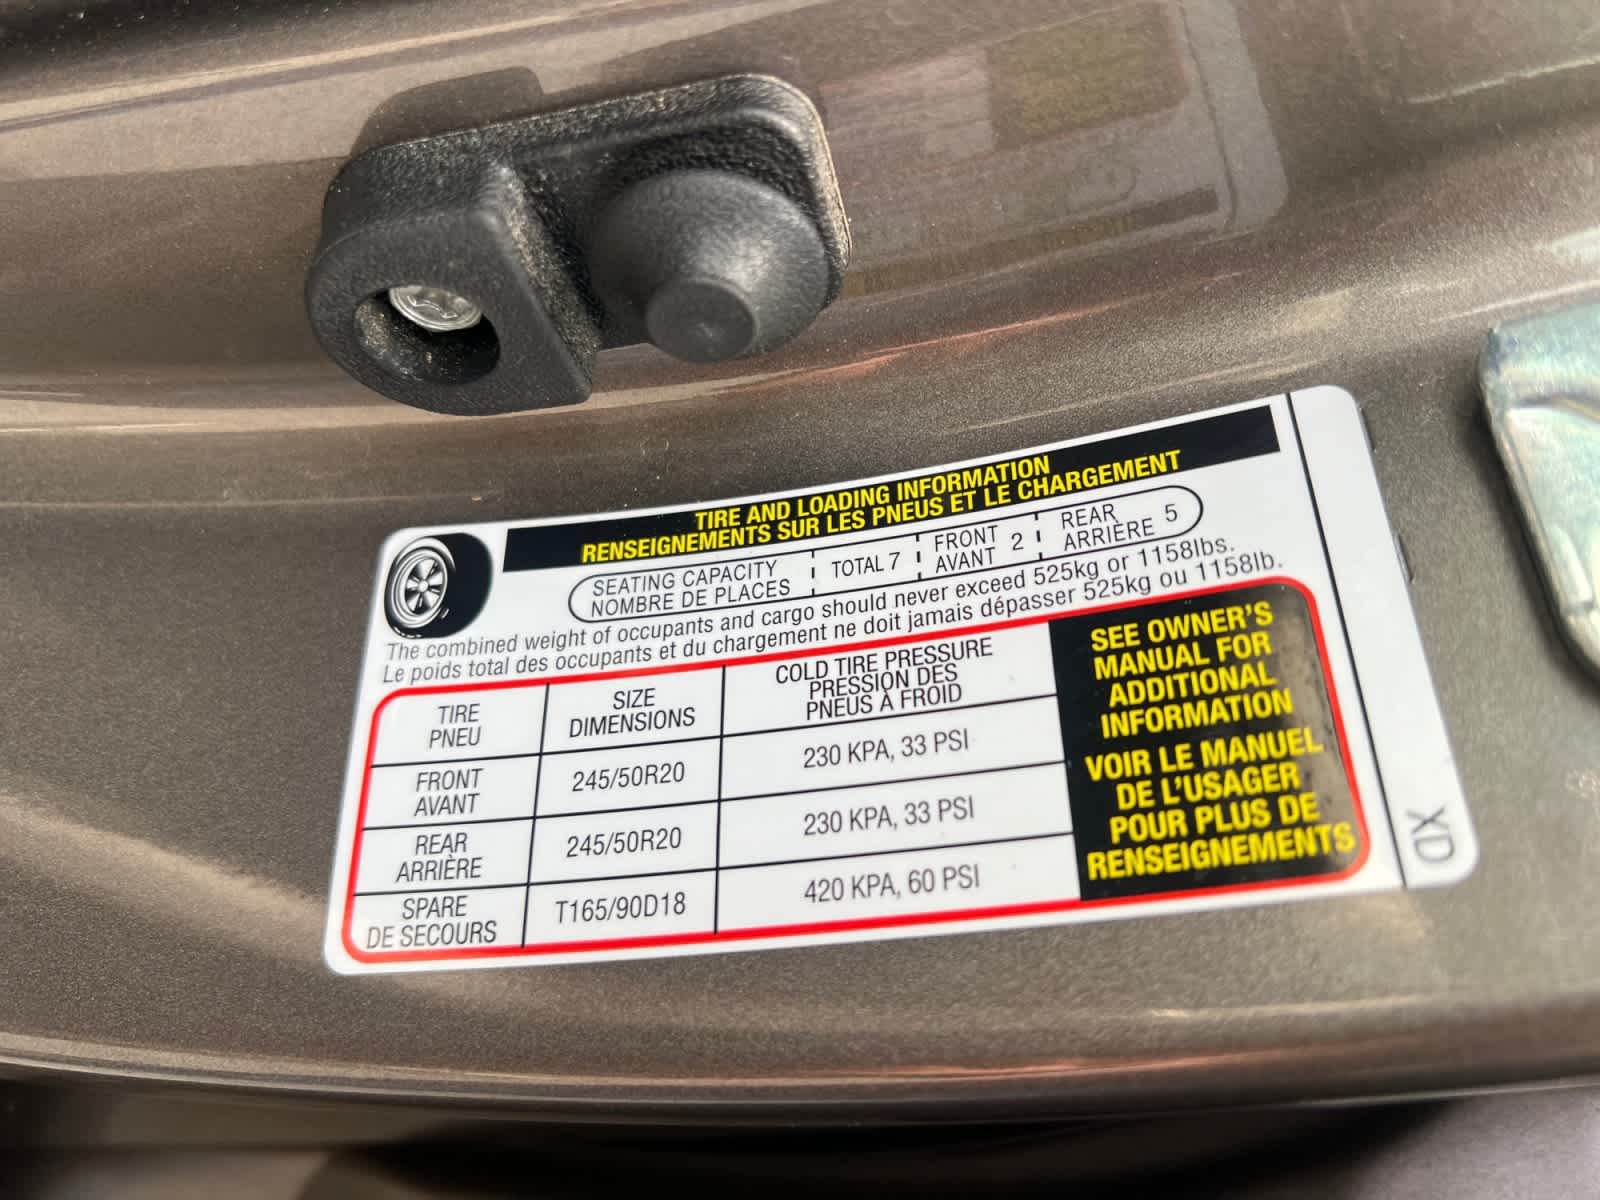 TIRE AND LOADING INFORMATION
RENSEIGNEMENTS SUR LES PNEUS ET LE CHARGEMENT
SEATING CAPACITY
NOMBRE DE PLACES
TOTAL 7
FRONT
AVANT 2
REAR
ARRIÈRE 5
The combined weight of occupants and cargo should never exceed 525kg or 1158lbs.
Le poids total des occupants et du chargement ne doit jamais dépasser 525kg ou 1158lb.
TIRE
PNEU
SIZE
DIMENSIONS
COLD TIRE PRESSURE
PRESSION DES
PNEUS À FROID
FRONT
AVANT
245/50R20
230 KPA, 33 PSI
REAR
ARRIÈRE
245/50R20
230 KPA, 33 PSI
SPARE
DE SECOURS
T165/90D18
420 KPA, 60 PSI
SEE OWNER'S
MANUAL FOR
ADDITIONAL
INFORMATION
VOIR LE MANUEL
DE L'USAGER
POUR PLUS DE
RENSEIGNEMENTS
XD